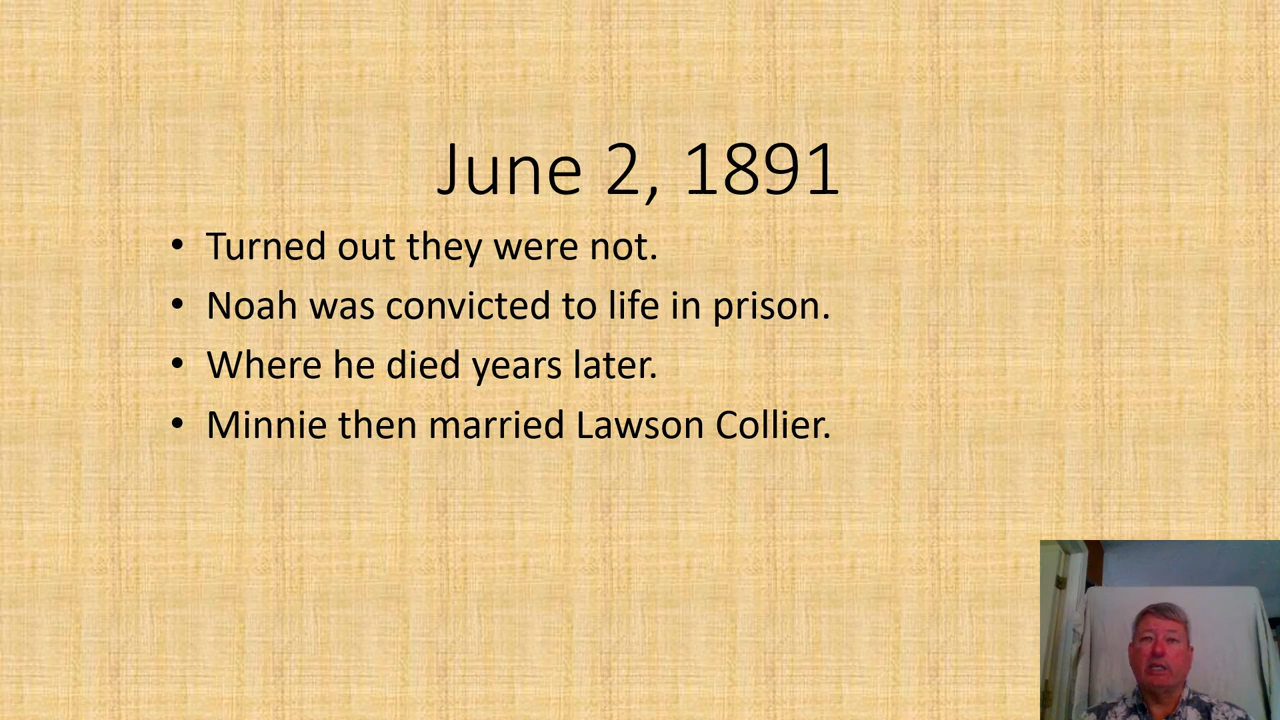 June 2, 1891
• Turned out they were not.
• Noah was convicted to life in prison.
• Where he died years later.
• Minnie then married Lawson Collier.